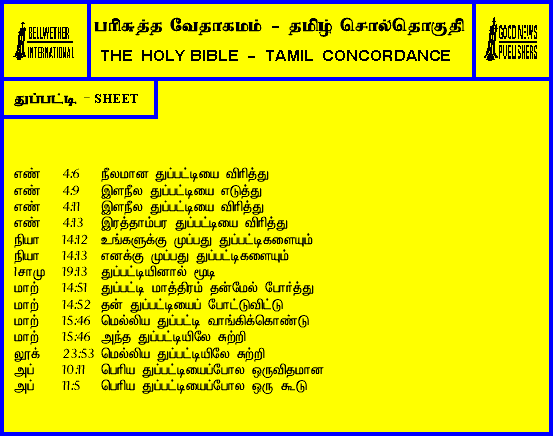 BELLWETHER
INTERNATIONAL
பரிசுத்த வேதாகமம் - தமிழ் சொல்தொகுதி
THE HOLY BIBLE - TAMIL CONCORDANCE
GOOD NEWS
PUBLISHERS
துப்பட்டி - SHEET
எண் 4:6 நீலமான துப்பட்டியை விரித்து
எண் 4:9 இளநீல துப்பட்டியை எடுத்து
எண் 4:11 இளநீல துப்பட்டியை விரித்து
எண் 4:13 இரத்தாம்பர துப்பட்டியை விரித்து
நியா 14:12 உங்களுக்கு முப்பது துப்பட்டிகளையும்
நியா 14:13 எனக்கு முப்பது துப்பட்டிகளையும்
1சாமு 19:13 துப்பட்டியினால் மூடி
மாற் 14:51 துப்பட்டி மாத்திரம் தன்மேல் போர்த்து
மாற் 14:52 தன் துப்பட்டியைப் போட்டுவிட்டு
மாற் 15:46 மெல்லிய துப்பட்டி வாங்கிக்கொண்டு
மாற் 15:46 அந்த துப்பட்டியிலே சுற்றி
லூக் 23:53 மெல்லிய துப்பட்டியிலே சுற்றி
அப் 10:11 பெரிய துப்பட்டியைப்போல ஒருவிதமான
அப் 11:5 பெரிய துப்பட்டியைப்போல ஒரு கூடு